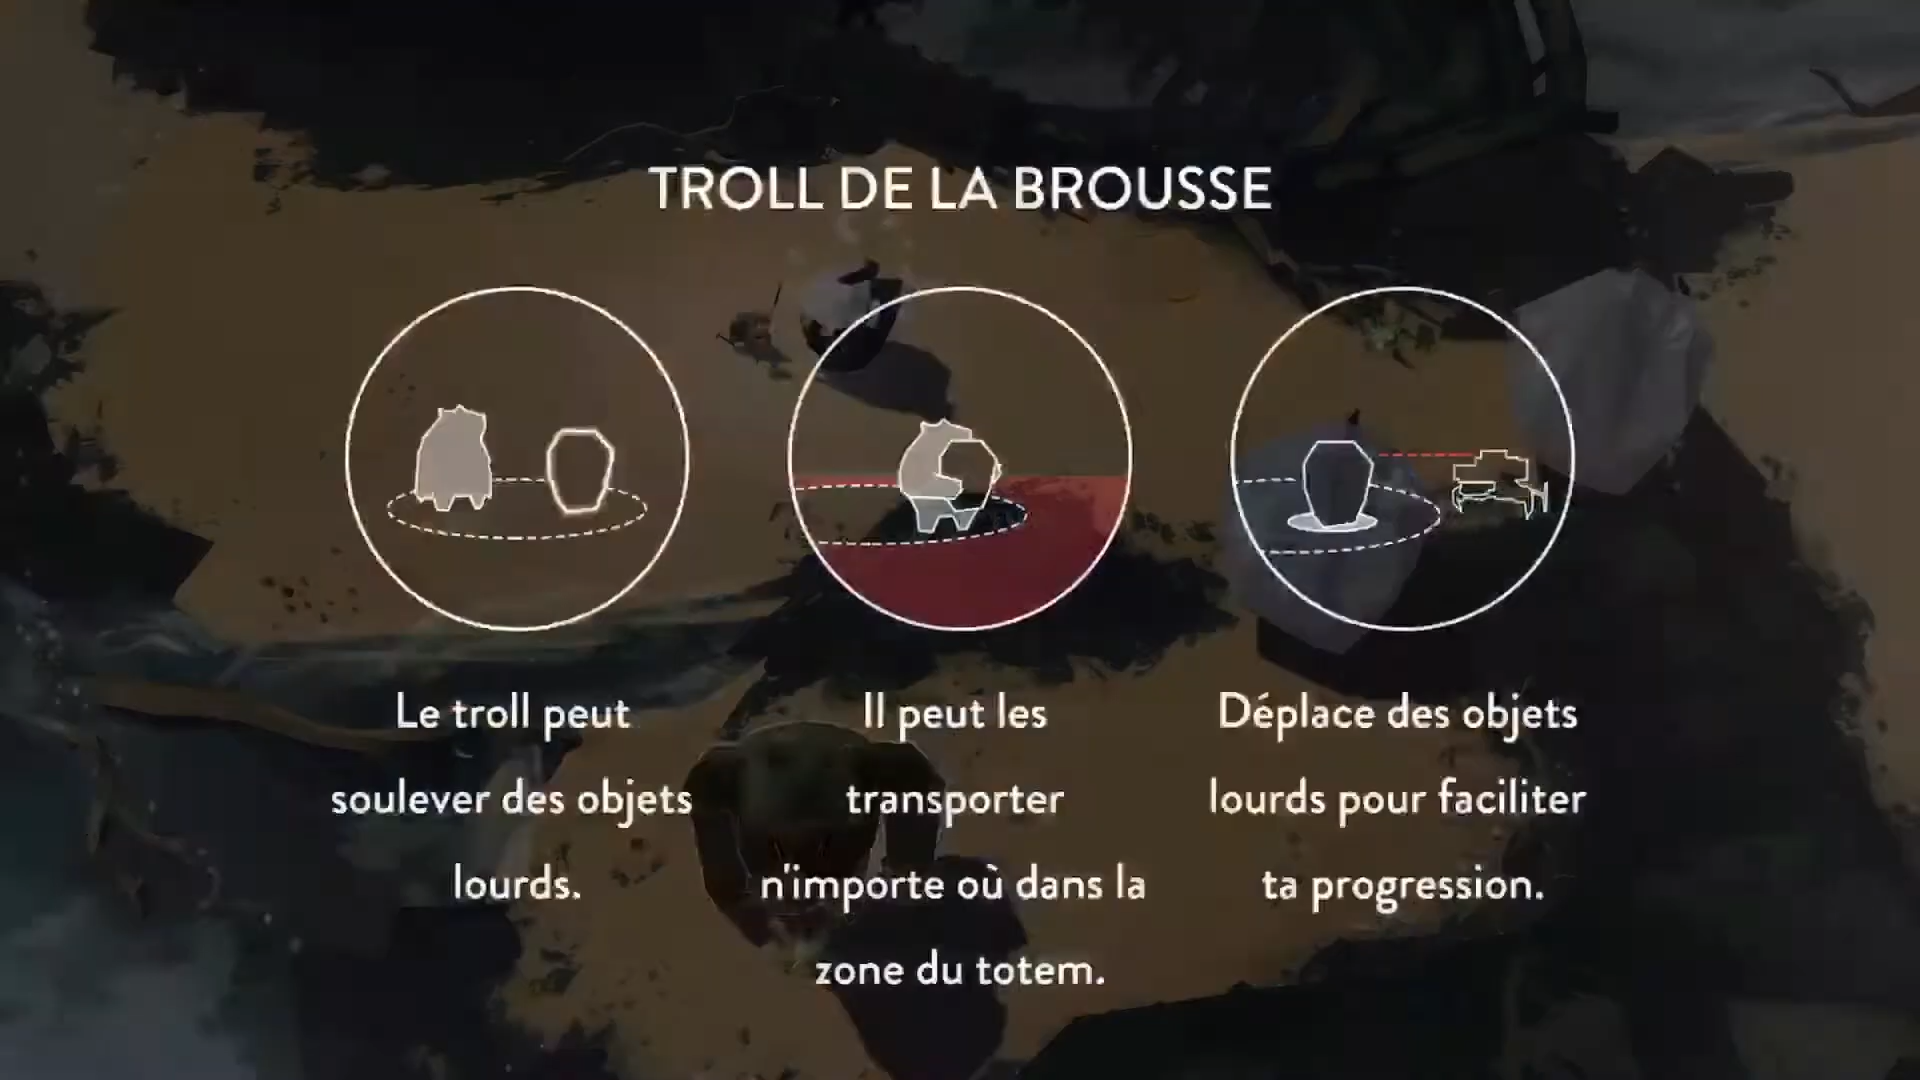 TROLL DE LA BROUSSE
Le troll peut
soulever des objets
lourds.
Il peut les
transporter
n'importe où dans la
zone du totem.
Déplace des objets
lourds pour faciliter
ta progression.